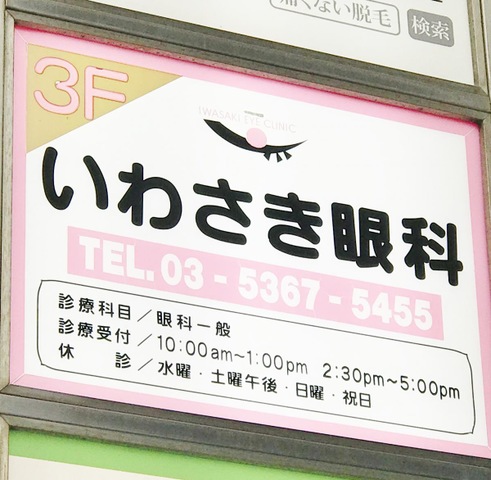 痛くない脱毛 検索
3F
IWASAKI EYE CLINIC
いわさき眼科
TEL. 03 - 5367 - 5455
診療科目／眼科一般
診療受付／10:00am~1:00pm 2:30pm~5:00pm
休 診／水曜・土曜午後・日曜・祝日